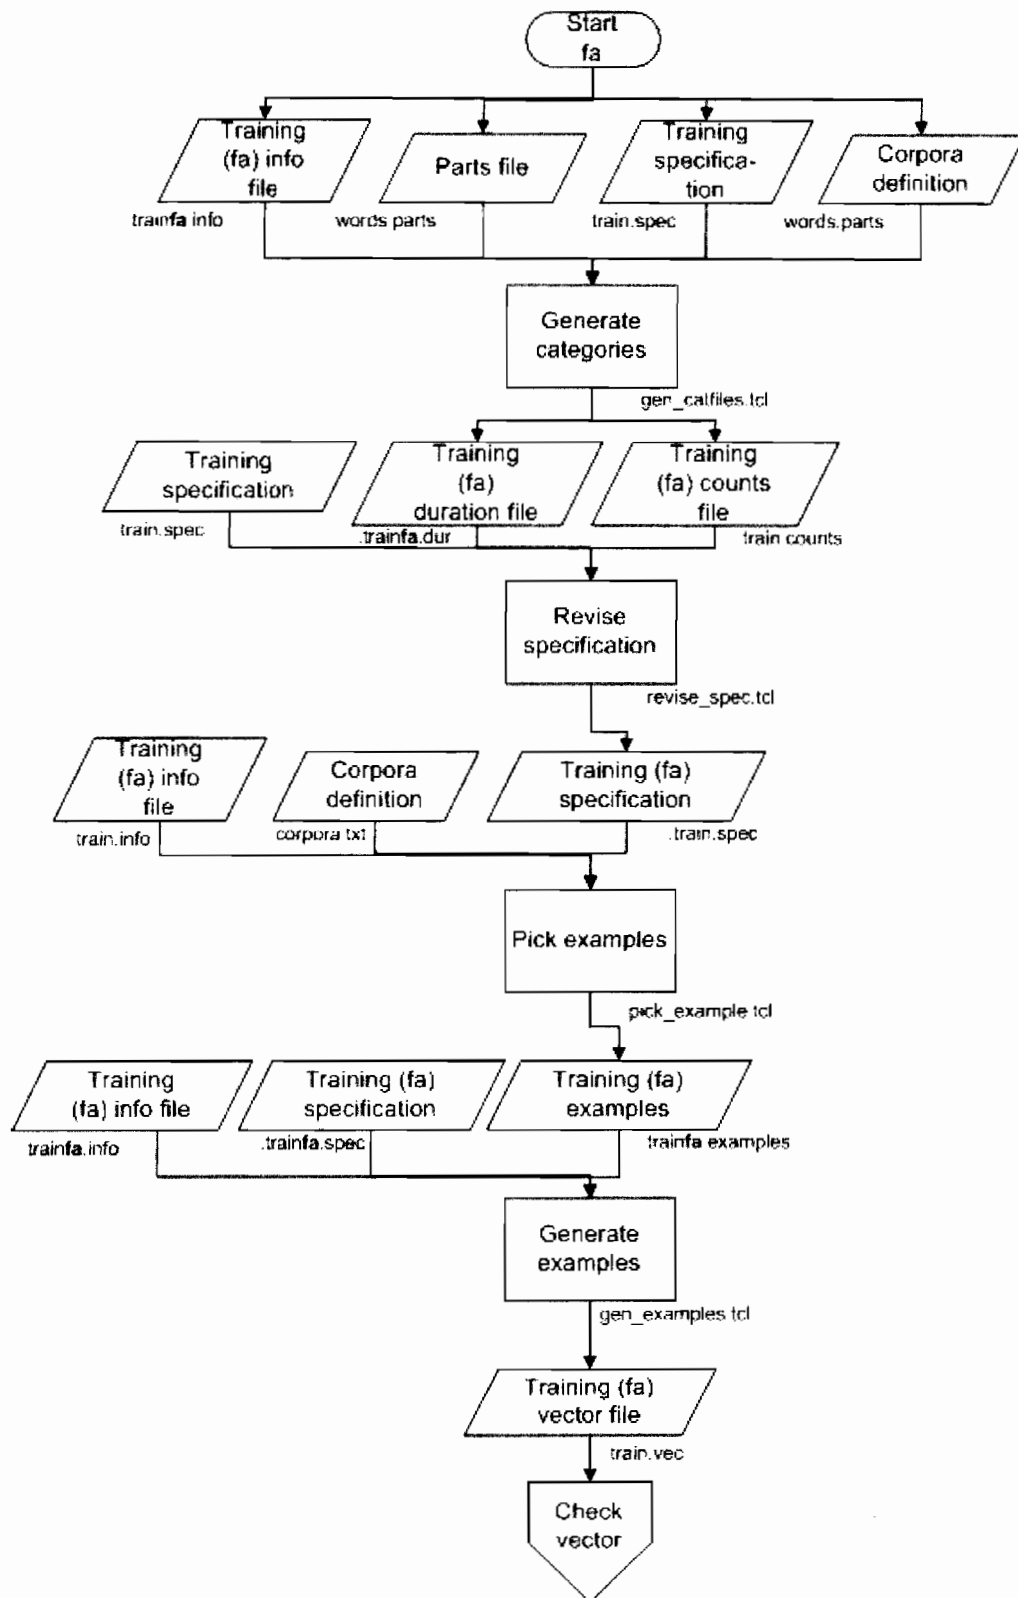 Start
fa
Training
(fa) info
file
trainfa info
Parts file
words parts
Training
specifica-
tion
train.spec
Corpora
definition
words.parts
Generate
categories
gen_catfiles.tcl
Training
specification
train.spec
Training
(fa)
duration file
.trainfa.dur
Training
(fa) counts
file
train counts
Revise
specification
revise_spec.tcl
Training
(fa) info
file
train.info
Corpora
definition
corpora txt
Training (fa)
specification
.train.spec
Pick examples
pick_example tcl
Training
(fa) info file
trainfa.info
Training (fa)
specification
.trainfa.spec
Training (fa)
examples
trainfa examples
Generate
examples
gen_examples tcl
Training (fa)
vector file
train.vec
Check
vector